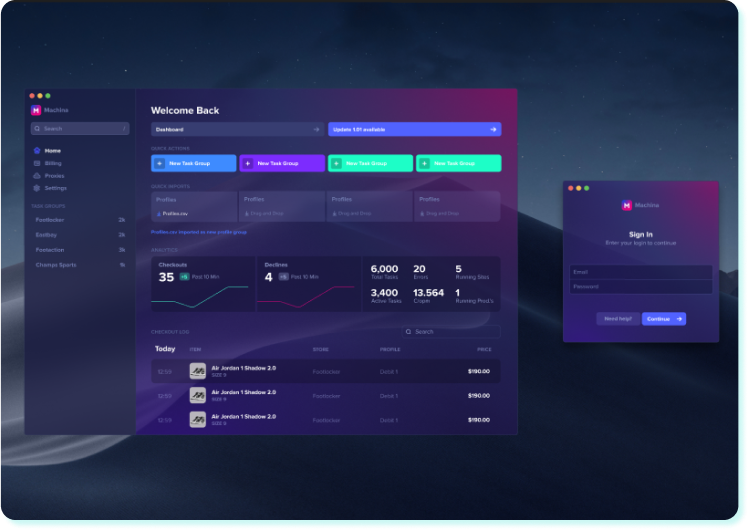 Machina
Search /
Home
Billing
Proxies
Settings
TASK GROUPS
Footlocker 2k
Eastbay 2k
Footaction 3k
Champs Sports 1k
Welcome Back
Dashboard
Update 1.01 available
QUICK ACTIONS
New Task Group
New Task Group
New Task Group
New Task Group
QUICK IMPORTS
Profiles
Profiles
Profiles
Profiles
Profiles.csv
Drag and Drop
Drag and Drop
Drag and Drop
Profiles.csv imported as new profile group
ANALYTICS
Checkouts
35 Past 10 Min
Declines
4 Past 10 Min
6,000 20 5
Total Tasks Errors Running Sites
3,400 13.564 1
Active Tasks C/opm Running Prod's
CHECKOUT LOG
Search
Today ITEM STORE PROFILE PRICE
12:59 Air Jordan 1 Shadow 2.0 Footlocker Debit 1 $190.00
SIZE 9
12:59 Air Jordan 1 Shadow 2.0 Footlocker Debit 1 $190.00
SIZE 9
12:59 Air Jordan 1 Shadow 2.0 Footlocker Debit 1 $190.00
SIZE 9
Machina
Sign In
Enter your login to continue
Email
Password
Need help?
Continue